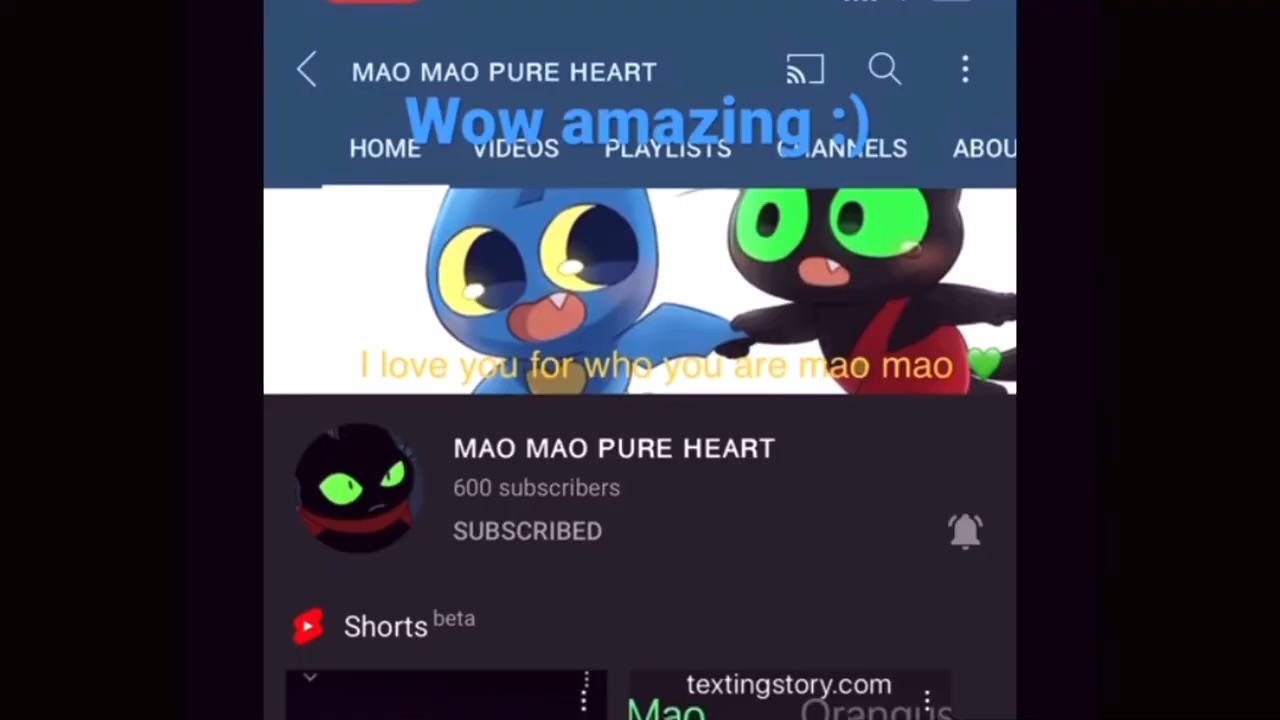 MAO MAO PURE HEART
Wow amazing :)
HOME VIDEOS PLAYLISTS CHANNELS ABOU
I love you for who you are mao mao 💚
MAO MAO PURE HEART
600 subscribers
SUBSCRIBED
Shorts beta
textingstory.com
Mao Orangus